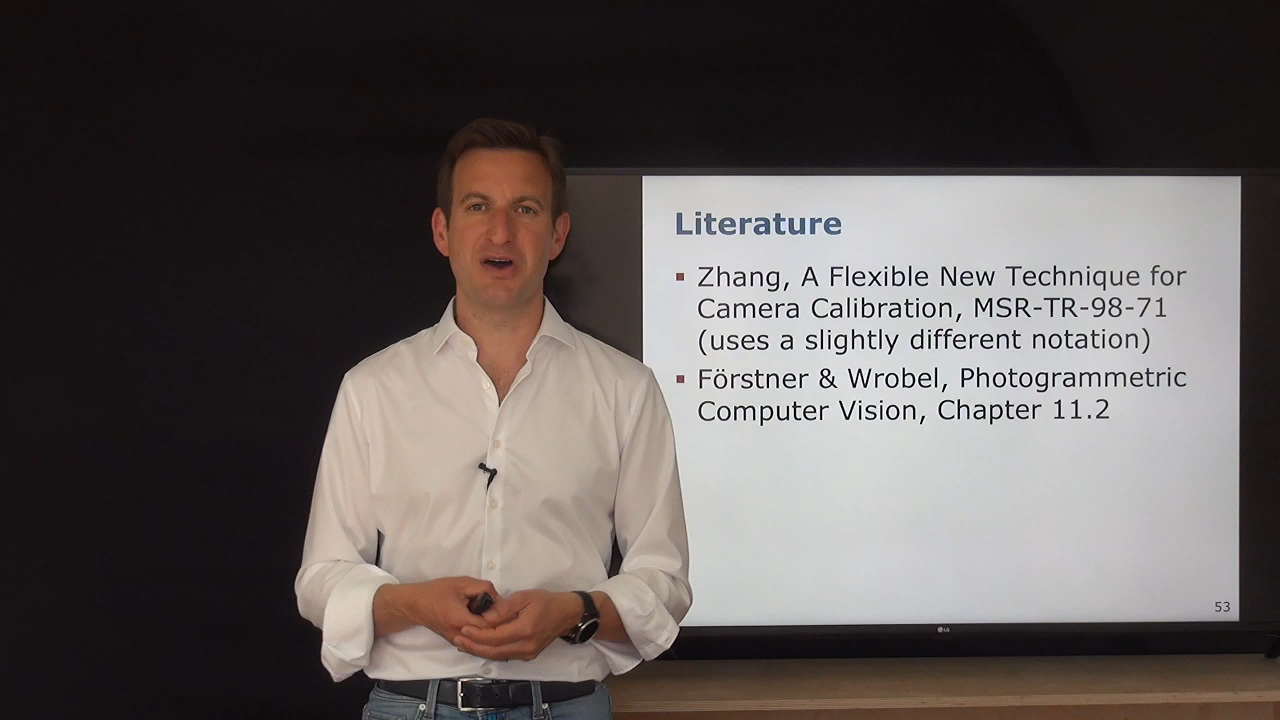 Literature
Zhang, A Flexible New Technique for
Camera Calibration, MSR-TR-98-71
(uses a slightly different notation)
Förstner & Wrobel, Photogrammetric
Computer Vision, Chapter 11.2
53
LG